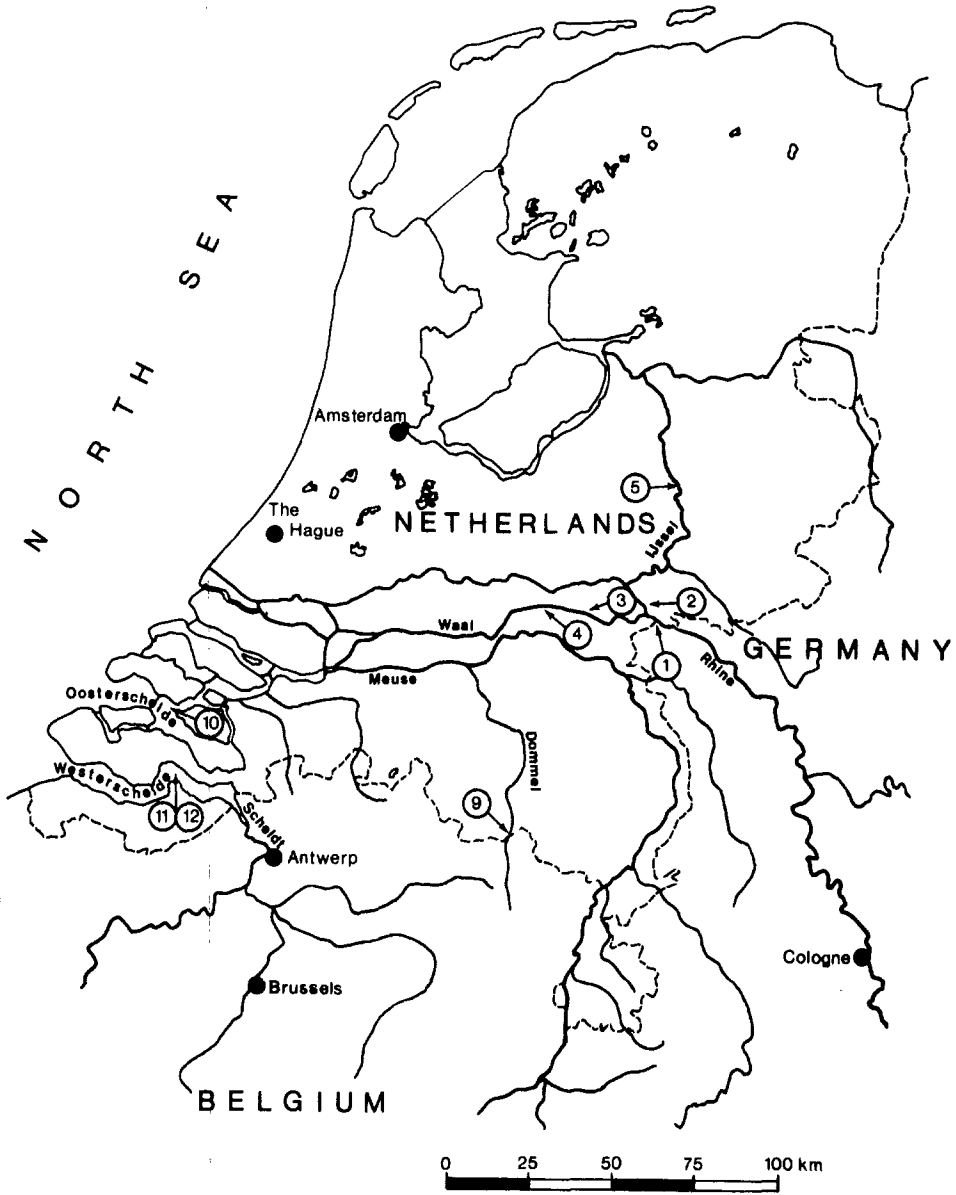 NORTH SEA
Amsterdam
The
Hague
NETHERLANDS
5
IJssel
3
2
4
1
Waal
Meuse
Rhine
GERMANY
Oosterschelde
10
Westerschelde
11 12
Scheldt
Dommel
9
Antwerp
Cologne
Brussels
BELGIUM
0 25 50 75 100 km